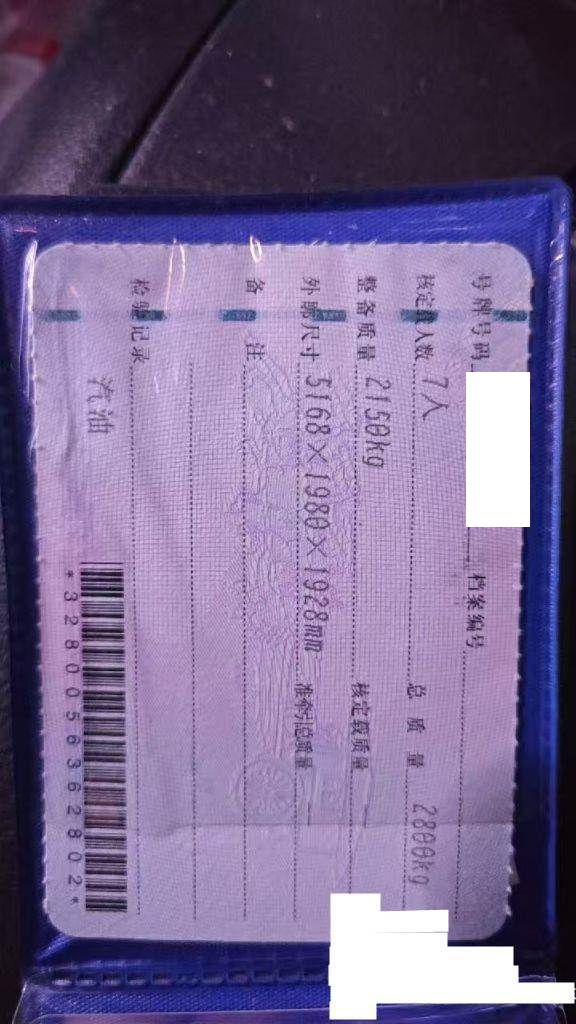 号牌号码 档案编号
核定载人数 7人 总质量 2800kg
整备质量 2150kg 核定载质量
外廓尺寸 5168×1980×1928mm 准牵引总质量
备注
检验记录
汽油
*3280056362802*